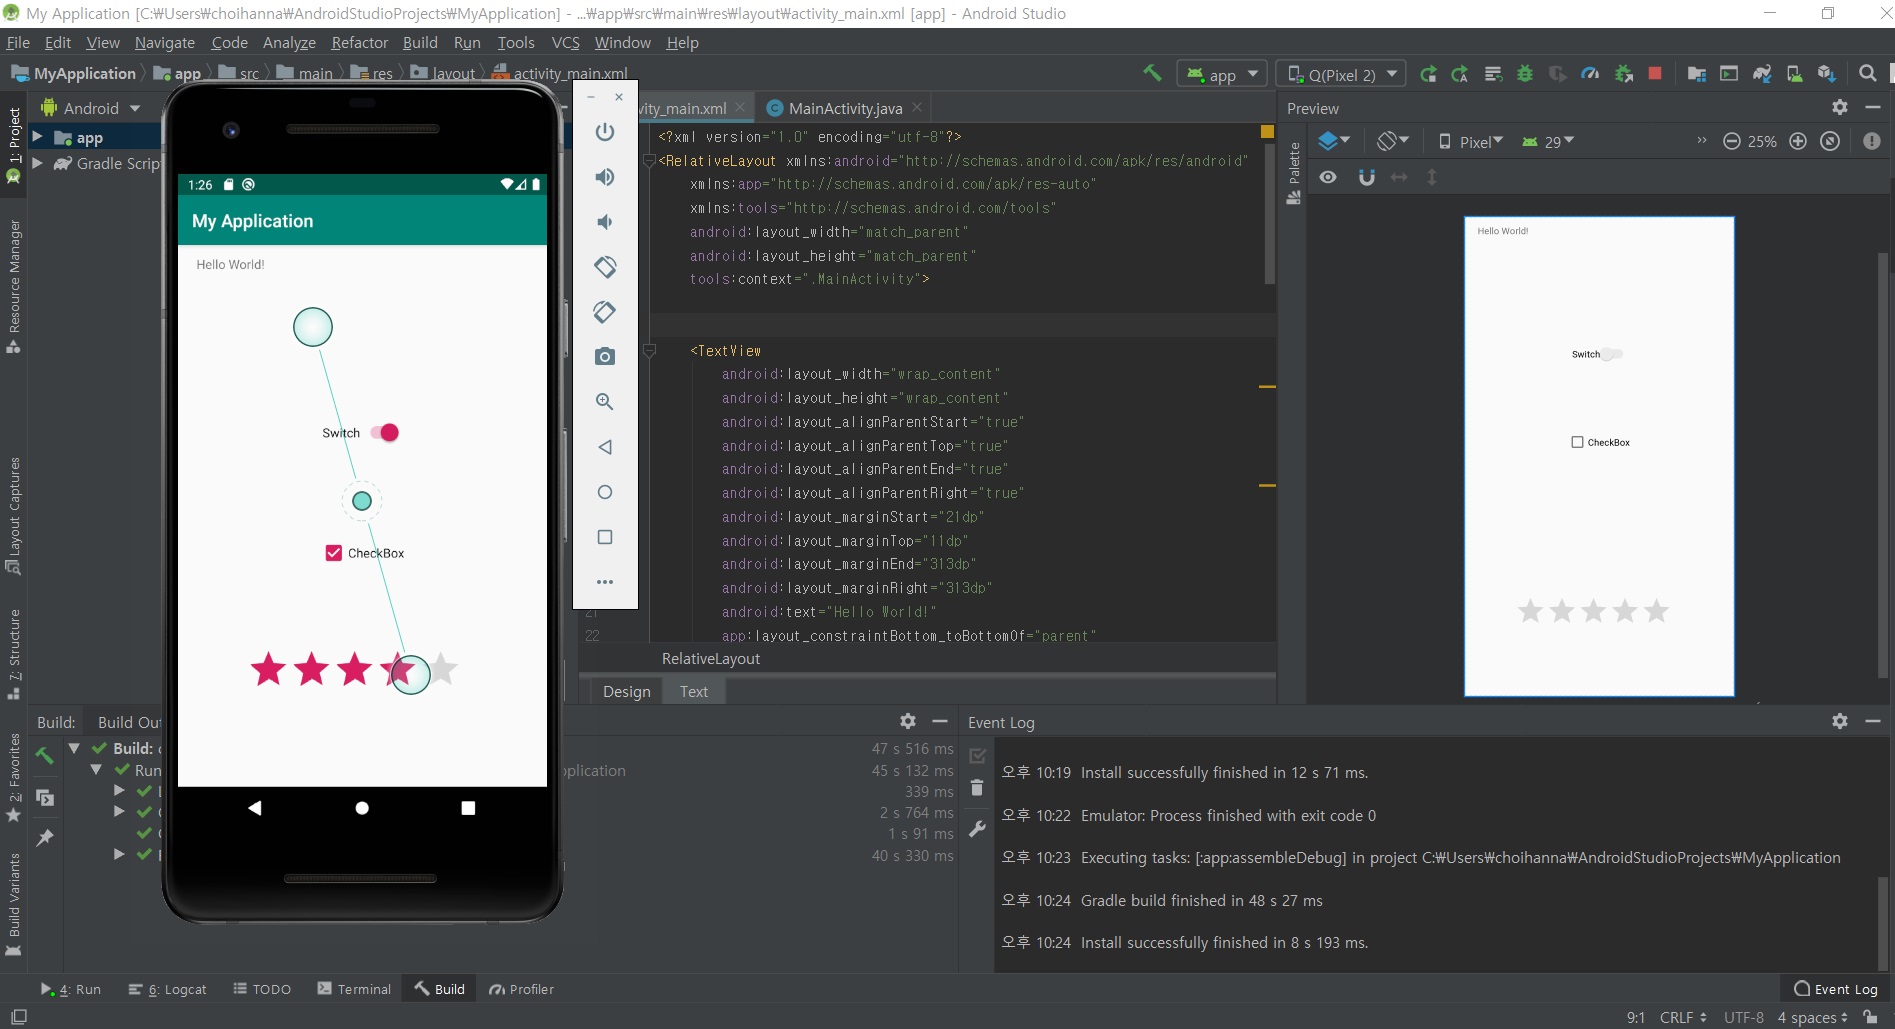 My Application [C:₩Users₩choihanna₩AndroidStudioProjects₩MyApplication] - ...₩app₩src₩main₩res₩layout₩activity_main.xml [app] - Android Studio
File Edit View Navigate Code Analyze Refactor Build Run Tools VCS Window Help
MyApplication app src main res layout activity_main.xml
app Q(Pixel 2)
1: Project
Resource Manager
Layout Captures
7: Structure
2: Favorites
Build Variants
Android
app
Gradle Scrip
1:26
My Application
Hello World!
Switch
CheckBox
vity_main.xml MainActivity.java
<?xml version="1.0" encoding="utf-8"?>
<RelativeLayout xmlns:android="http://schemas.android.com/apk/res/android"
xmlns:app="http://schemas.android.com/apk/res-auto"
xmlns:tools="http://schemas.android.com/tools"
android:layout_width="match_parent"
android:layout_height="match_parent"
tools:context=".MainActivity">
<TextView
android:layout_width="wrap_content"
android:layout_height="wrap_content"
android:layout_alignParentStart="true"
android:layout_alignParentTop="true"
android:layout_alignParentEnd="true"
android:layout_alignParentRight="true"
android:layout_marginStart="21dp"
android:layout_marginTop="11dp"
android:layout_marginEnd="313dp"
android:layout_marginRight="313dp"
android:text="Hello World!"
22 app:layout_constraintBottom_toBottomOf="parent"
RelativeLayout
Design Text
Preview
Palette
Pixel 29 25%
Hello World!
Switch
CheckBox
Build: Build Ou
Build: 47 s 516 ms
Run plication 45 s 132 ms
339 ms
2 s 764 ms
1 s 91 ms
40 s 330 ms
Event Log
오후 10:19 Install successfully finished in 12 s 71 ms.
오후 10:22 Emulator: Process finished with exit code 0
오후 10:23 Executing tasks: [:app:assembleDebug] in project C:₩Users₩choihanna₩AndroidStudioProjects₩MyApplication
오후 10:24 Gradle build finished in 48 s 27 ms
오후 10:24 Install successfully finished in 8 s 193 ms.
4: Run 6: Logcat TODO Terminal Build Profiler Event Log
9:1 CRLF UTF-8 4 spaces